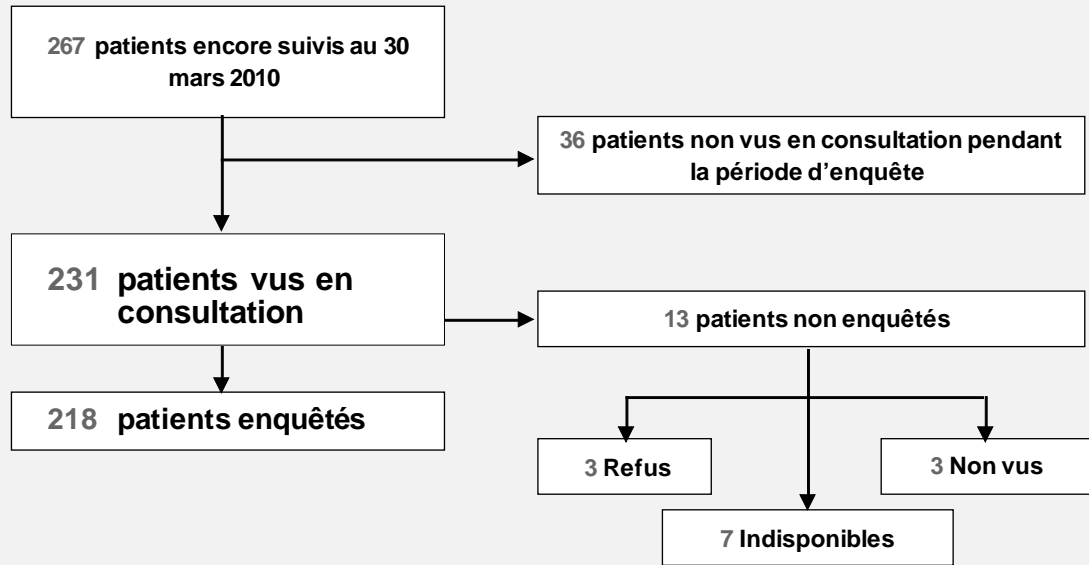 267 patients encore suivis au 30
mars 2010
36 patients non vus en consultation pendant
la période d'enquête
231 patients vus en
consultation
13 patients non enquêtés
218 patients enquêtés
3 Refus
3 Non vus
7 Indisponibles